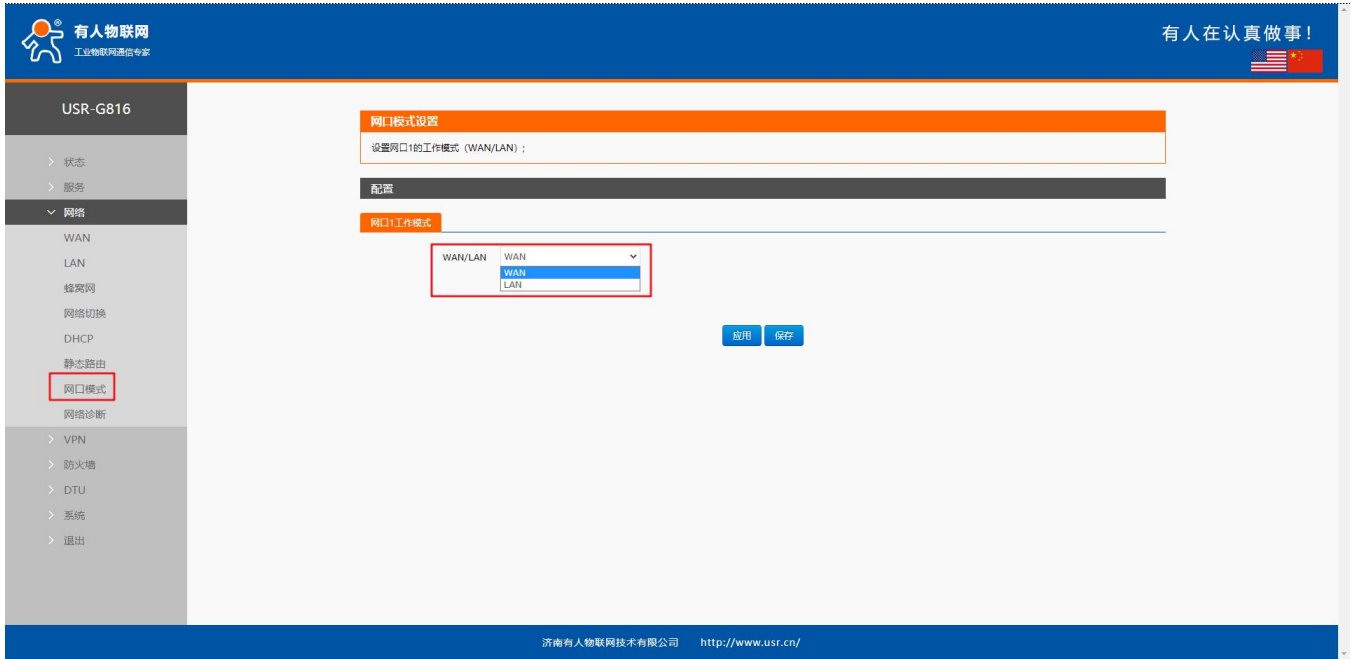 有人物联网
®
工业物联网通信专家
有人在认真做事!
USR-G816
状态
服务
网络
WAN
LAN
蜂窝网
网络切换
DHCP
静态路由
网口模式
网络诊断
VPN
防火墙
DTU
系统
退出
网口模式设置
设置网口1的工作模式(WAN/LAN);
配置
网口1工作模式
WAN/LAN WAN
WAN
LAN
应用 保存
济南有人物联网技术有限公司 http://www.usr.cn/